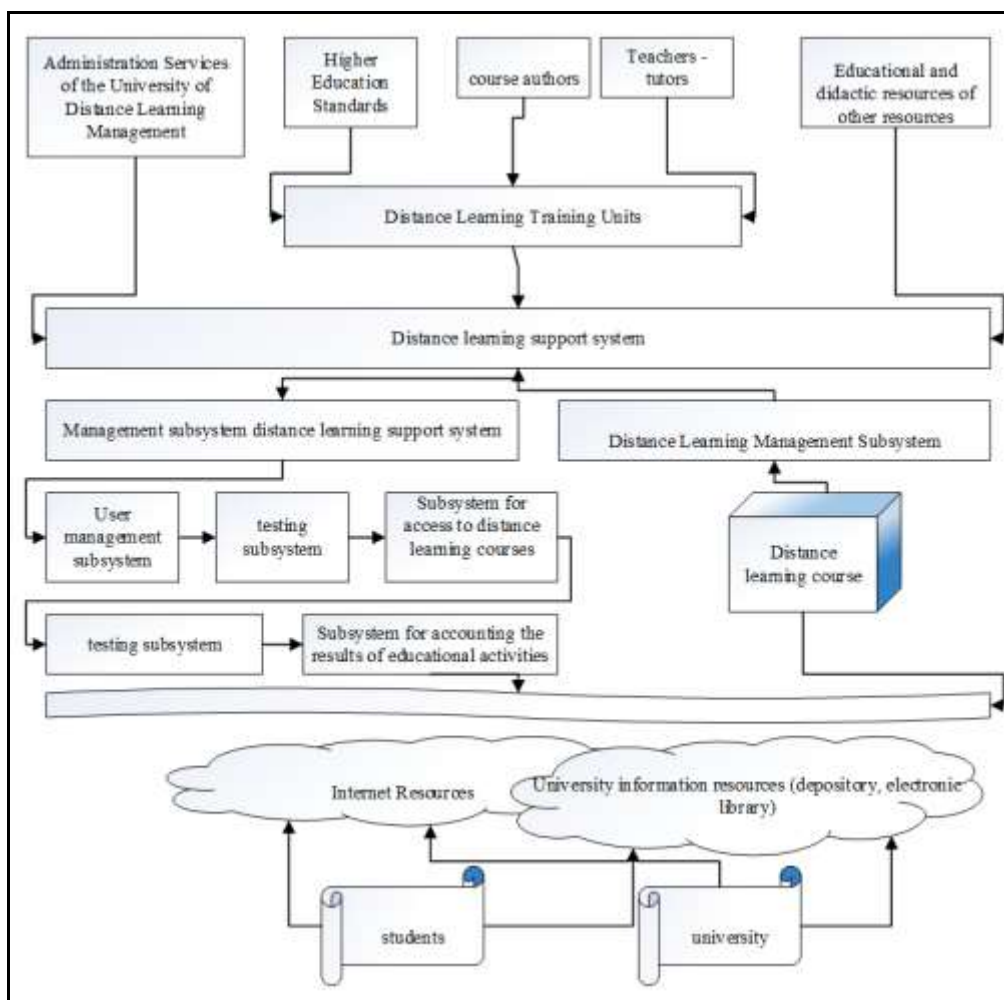 Administration Services
of the University of
Distance Learning
Management
Higher
Education
Standards
course authors
Teachers -
tutors
Educational and
didactic resources of
other resources
Distance Learning Training Units
Distance learning support system
Management subsystem distance learning support system
Distance Learning Management Subsystem
User
management
subsystem
testing
subsystem
Subsystem for
access to distance
learning courses
Distance
learning course
testing subsystem
Subsystem for accounting the
results of educational activities
Internet Resources
University information resources (depository, electronic
library)
students
university